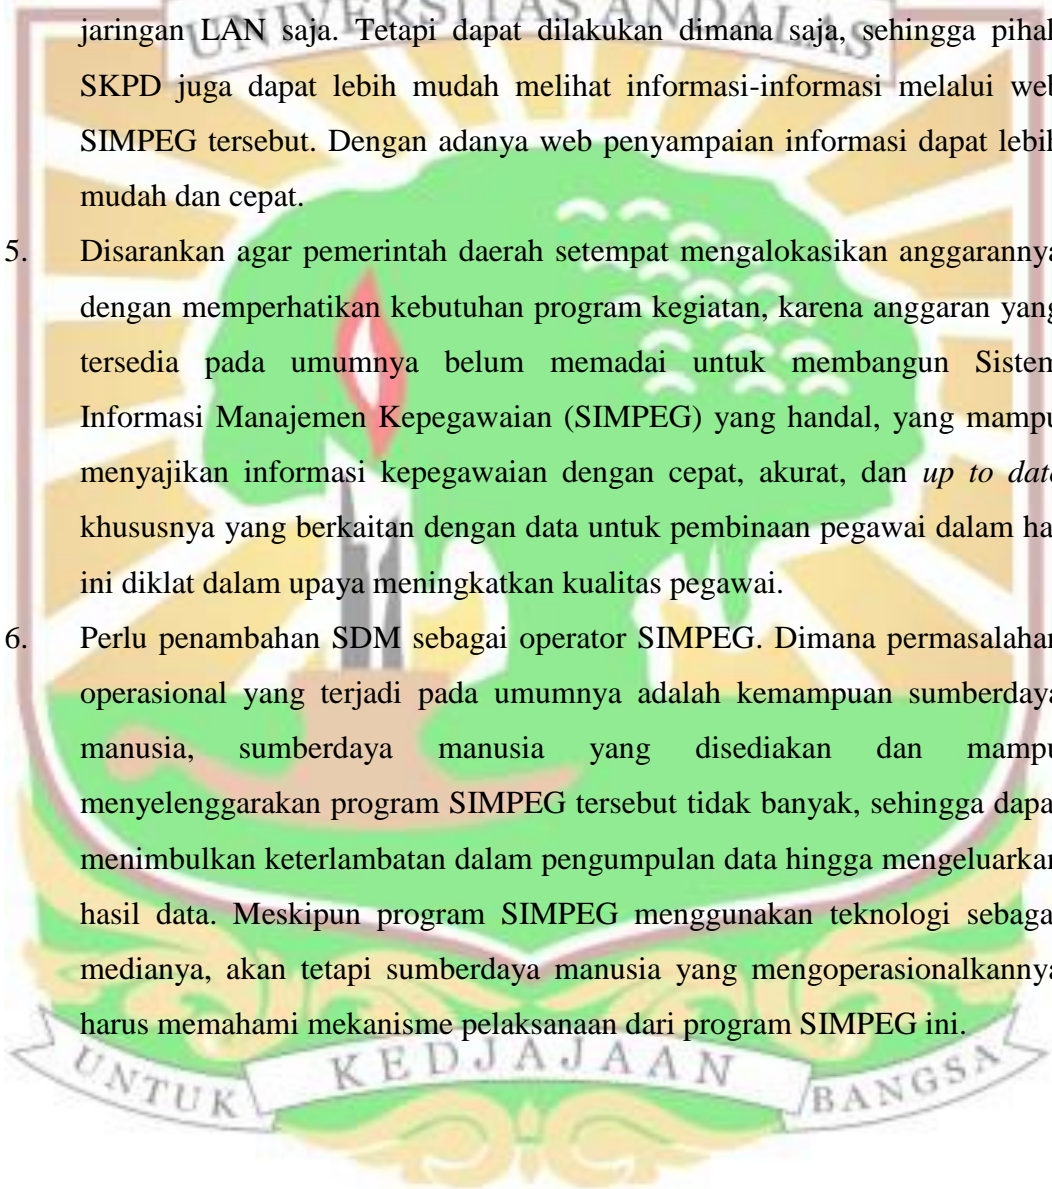 UNIVERSITAS ANDALAS
jaringan LAN saja. Tetapi dapat dilakukan dimana saja, sehingga pihak
SKPD juga dapat lebih mudah melihat informasi-informasi melalui web
SIMPEG tersebut. Dengan adanya web penyampaian informasi dapat lebih
mudah dan cepat.
5. Disarankan agar pemerintah daerah setempat mengalokasikan anggarannya
dengan memperhatikan kebutuhan program kegiatan, karena anggaran yang
tersedia pada umumnya belum memadai untuk membangun Sistem
Informasi Manajemen Kepegawaian (SIMPEG) yang handal, yang mampu
menyajikan informasi kepegawaian dengan cepat, akurat, dan up to date
khususnya yang berkaitan dengan data untuk pembinaan pegawai dalam hal
ini diklat dalam upaya meningkatkan kualitas pegawai.
6. Perlu penambahan SDM sebagai operator SIMPEG. Dimana permasalahan
operasional yang terjadi pada umumnya adalah kemampuan sumberdaya
manusia, sumberdaya manusia yang disediakan dan mampu
menyelenggarakan program SIMPEG tersebut tidak banyak, sehingga dapat
menimbulkan keterlambatan dalam pengumpulan data hingga mengeluarkan
hasil data. Meskipun program SIMPEG menggunakan teknologi sebagai
medianya, akan tetapi sumberdaya manusia yang mengoperasionalkannya
harus memahami mekanisme pelaksanaan dari program SIMPEG ini.
UNTUK KEDJAJAAN BANGSA